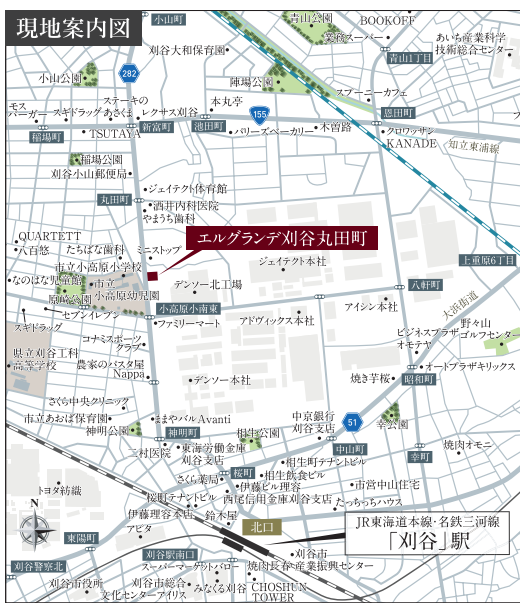 現地案内図
小山町
青山公園
BOOKOFF
業務スーパー
刈谷大和保育園
青山1丁目
あいち産業科学
技術総合センター
小山公園
282
陣場公園
スプーニーカフェ
モス
バーガー
スギドラッグ
ステーキの
あさくま
レクサス刈谷
本丸亭
155
恩田町
稲場町
TSUTAYA
新富町
池田町
バリーズベーカリー
木曽路
クロワッサン
KANADE
知立東浦線
稲場公園
刈谷小山郵便局
ジェイテクト体育館
丸田町
酒井内科医院
やまうち歯科
エルグランデ刈谷丸田町
QUARTETT
八百悠
たちばな歯科
ミニストップ
市立小高原小学校
ジェイテクト本社
上重原6丁目
なのはな児童館
市立
小高原幼児園
デンソー北工場
八軒町
原崎公園
セブンイレブン
小高原小南東
アイシン本社
大浜街道
スギドラッグ
ファミリーマート
アドヴィックス本社
ビジネスプラザ
オモテヤ
野々山
ゴルフセンター
コナミスポーツ
クラブ
県立刈谷工科
高等学校
農家のパスタ屋
Nappa
デンソー本社
焼き芋桜
昭和町
オートプラザキリックス
さくら中央クリニック
市立あおば保育園
ままやバルAvanti
中京銀行
刈谷支店
51
幸公園
神明公園
神明町
相生公園
東海労働金庫
刈谷支店
中山町
焼肉オモニ
二村医院
さくら薬局
桜町
相生町テナントビル
幸町
相生飲食ビル
市営中山住宅
トヨタ紡織
伊藤ビル理容
桜町テナントビル
西尾信用金庫刈谷支店
たっちっちハウス
N
伊藤理容本店
鈴木屋
北口
JR東海道本線・名鉄三河線
「刈谷」駅
東陽町
アピタ
刈谷駅南口
刈谷市
産業振興センター
刈谷警察北
スーパーマーケットバロー
焼肉長春
刈谷市役所
刈谷市総合
文化センターアイリス
みなくる刈谷
CHOSHUN
TOWER